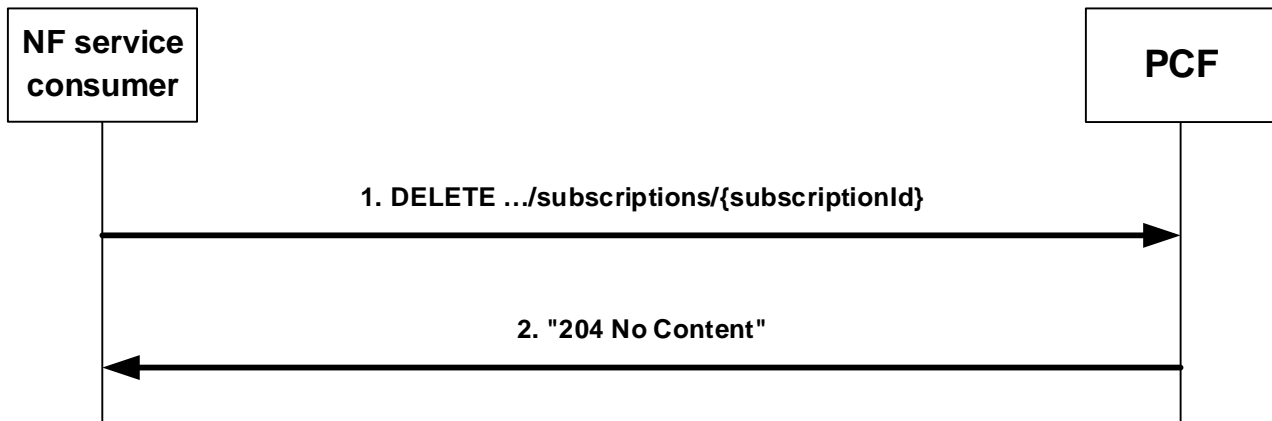 NF service
consumer
PCF
1. DELETE …/subscriptions/{subscriptionId}
2. "204 No Content"